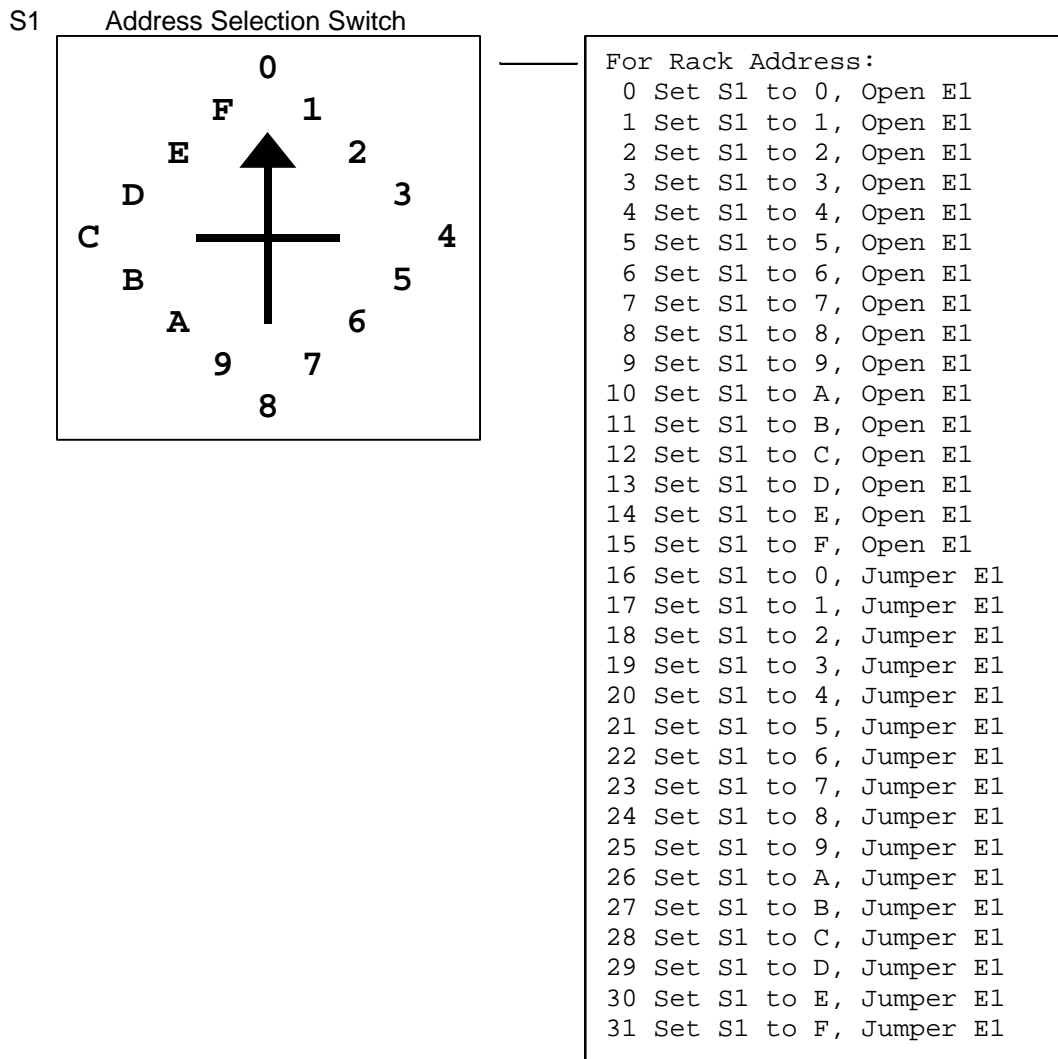 S1 Address Selection Switch
0
F 1
E 2
D 3
C 4
B 5
A 6
9 7
8
For Rack Address:
0 Set S1 to 0, Open E1
1 Set S1 to 1, Open E1
2 Set S1 to 2, Open E1
3 Set S1 to 3, Open E1
4 Set S1 to 4, Open E1
5 Set S1 to 5, Open E1
6 Set S1 to 6, Open E1
7 Set S1 to 7, Open E1
8 Set S1 to 8, Open E1
9 Set S1 to 9, Open E1
10 Set S1 to A, Open E1
11 Set S1 to B, Open E1
12 Set S1 to C, Open E1
13 Set S1 to D, Open E1
14 Set S1 to E, Open E1
15 Set S1 to F, Open E1
16 Set S1 to 0, Jumper E1
17 Set S1 to 1, Jumper E1
18 Set S1 to 2, Jumper E1
19 Set S1 to 3, Jumper E1
20 Set S1 to 4, Jumper E1
21 Set S1 to 5, Jumper E1
22 Set S1 to 6, Jumper E1
23 Set S1 to 7, Jumper E1
24 Set S1 to 8, Jumper E1
25 Set S1 to 9, Jumper E1
26 Set S1 to A, Jumper E1
27 Set S1 to B, Jumper E1
28 Set S1 to C, Jumper E1
29 Set S1 to D, Jumper E1
30 Set S1 to E, Jumper E1
31 Set S1 to F, Jumper E1